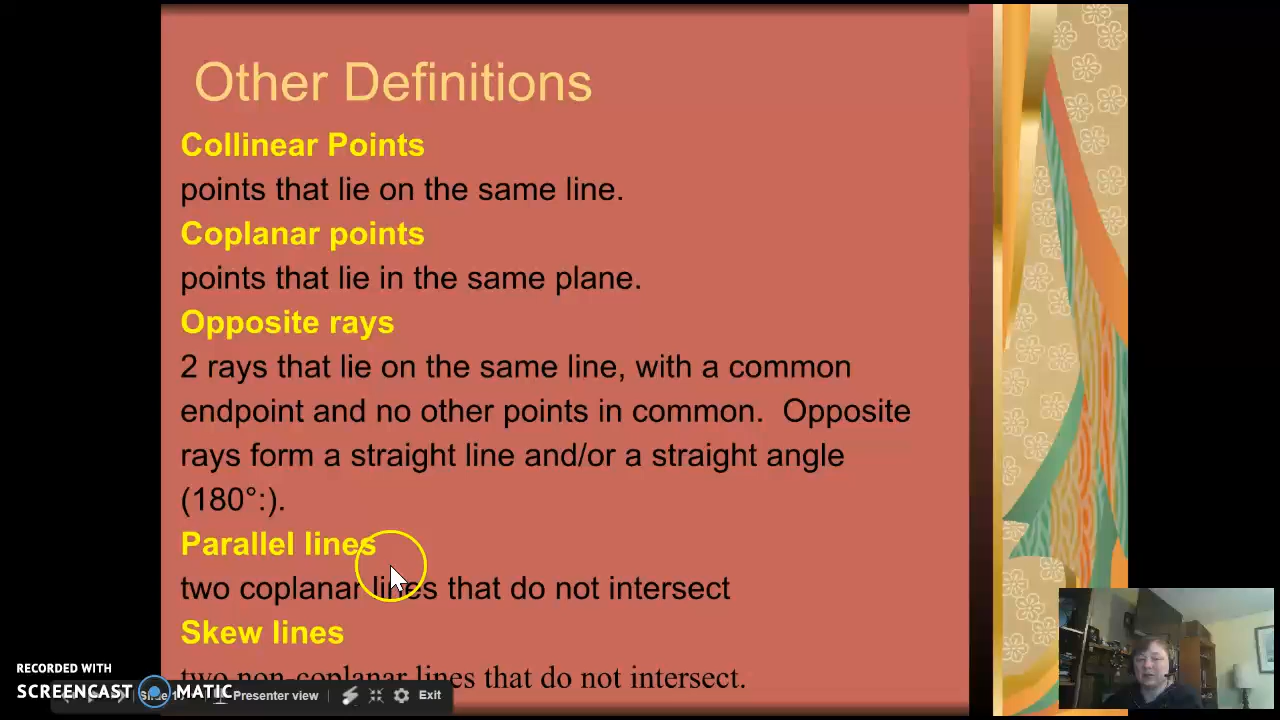 Other Definitions
Collinear Points
points that lie on the same line.
Coplanar points
points that lie in the same plane.
Opposite rays
2 rays that lie on the same line, with a common
endpoint and no other points in common.  Opposite
rays form a straight line and/or a straight angle
(180°:).
Parallel lines
two coplanar lines that do not intersect
Skew lines
two non-coplanar lines that do not intersect.
RECORDED WITH
SCREENCAST MATIC
Presenter view
Exit